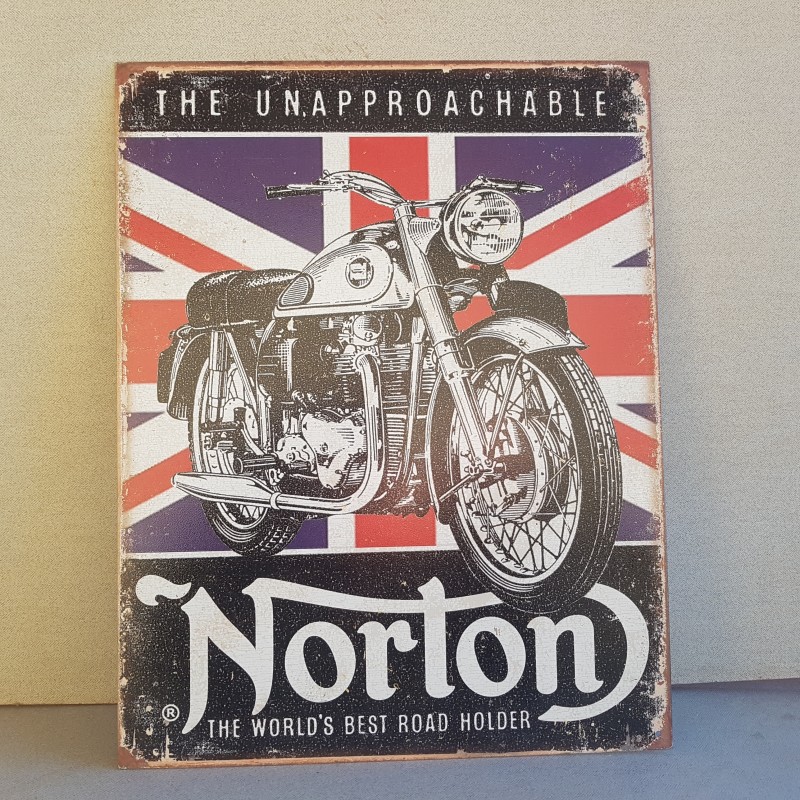 THE UNAPPROACHABLE
Norton
® THE WORLD'S BEST ROAD HOLDER